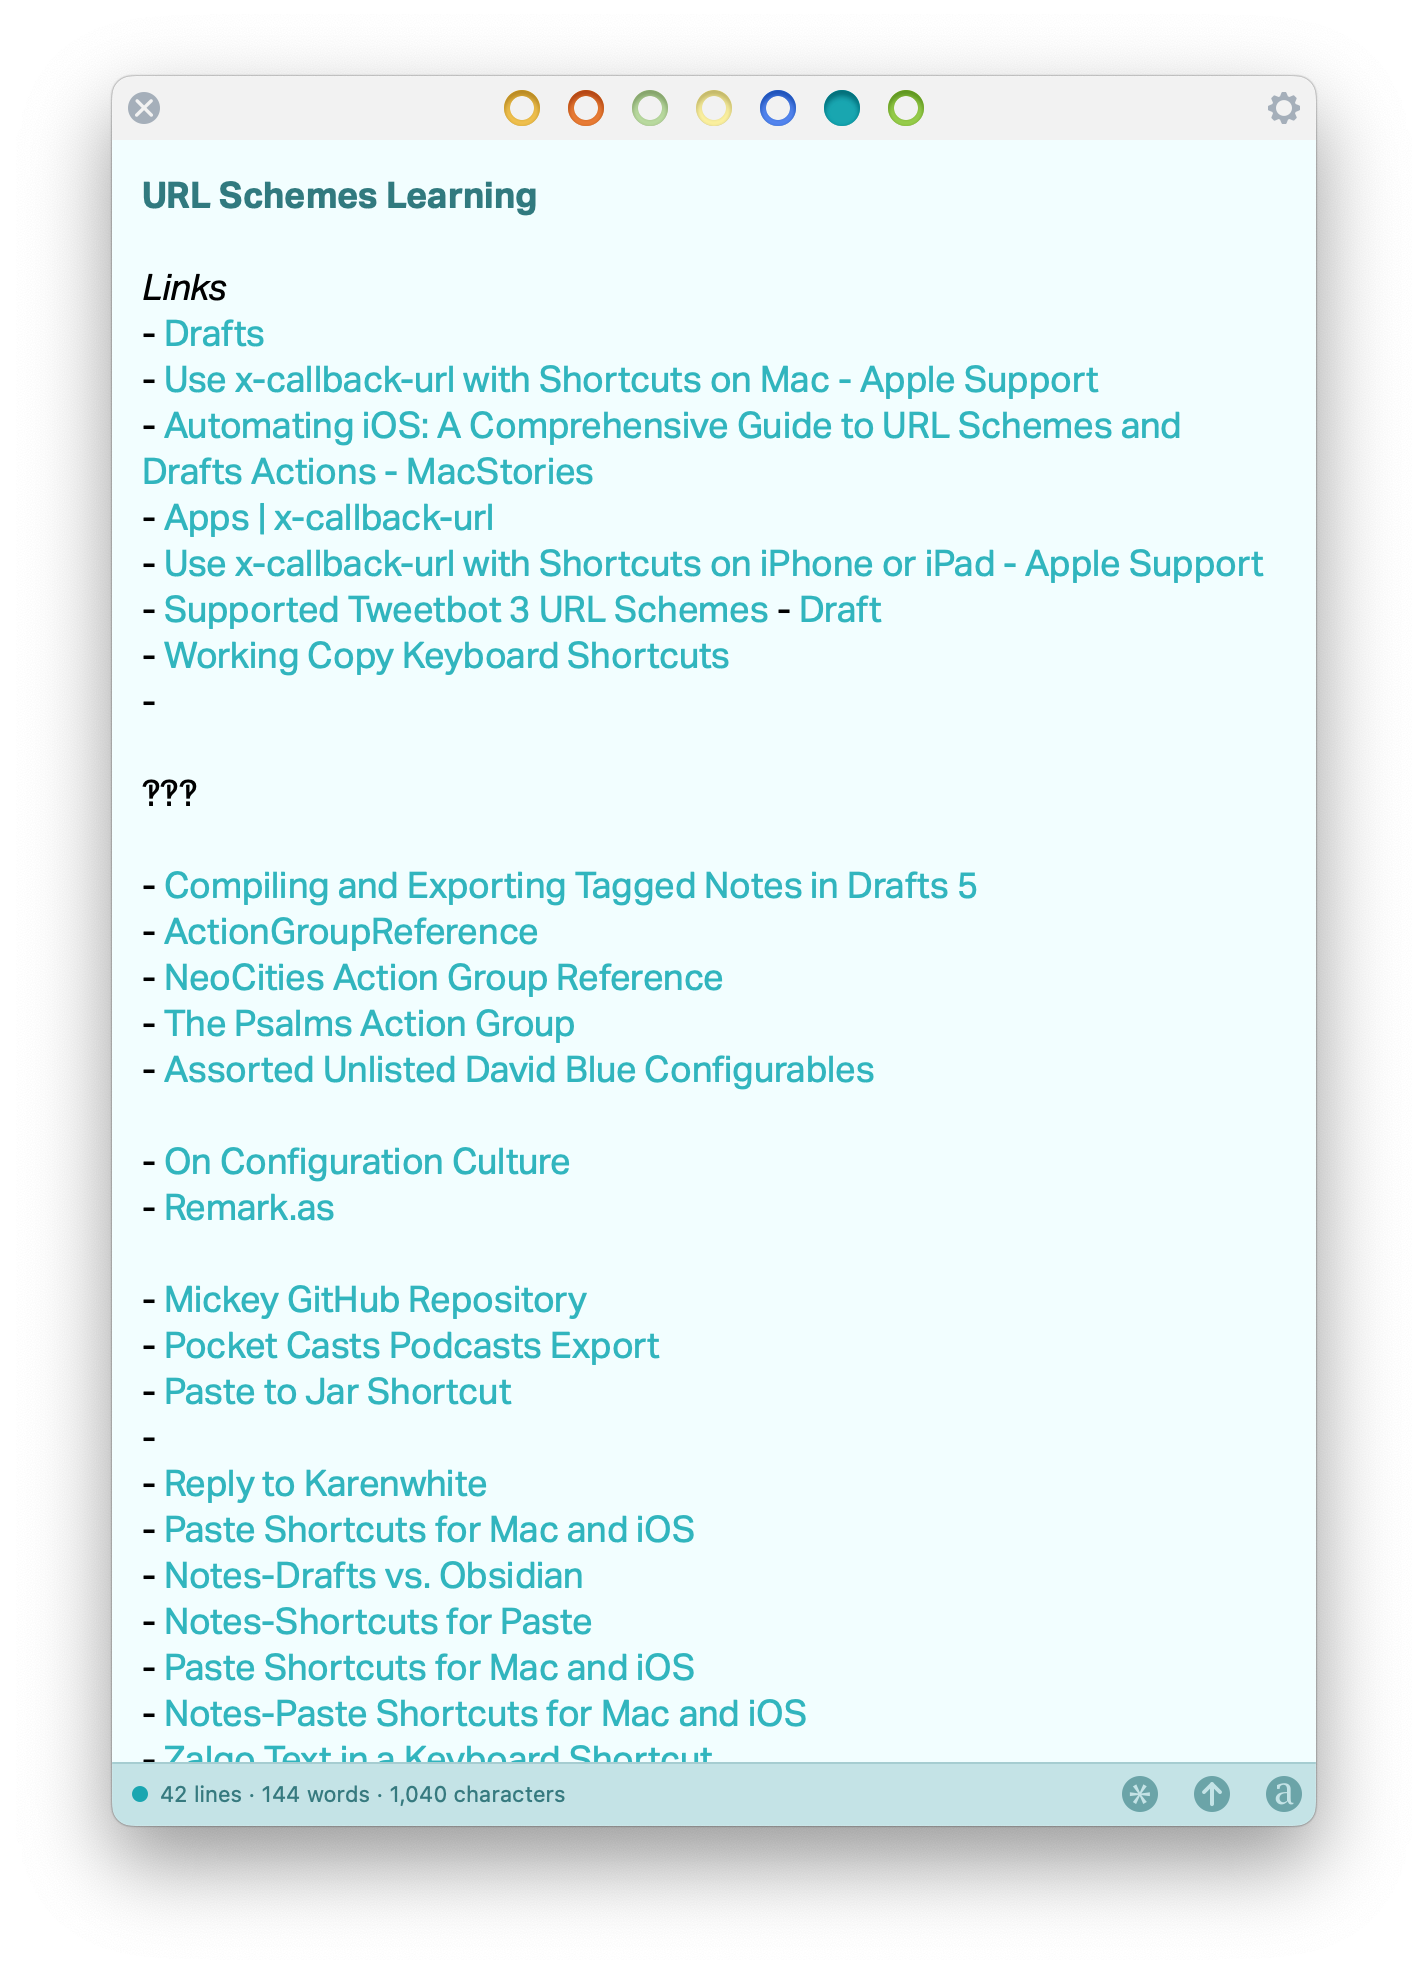 URL Schemes Learning
Links
- Drafts
- Use x-callback-url with Shortcuts on Mac - Apple Support
- Automating iOS: A Comprehensive Guide to URL Schemes and
Drafts Actions - MacStories
- Apps | x-callback-url
- Use x-callback-url with Shortcuts on iPhone or iPad - Apple Support
- Supported Tweetbot 3 URL Schemes - Draft
- Working Copy Keyboard Shortcuts
-
‽‽‽
- Compiling and Exporting Tagged Notes in Drafts 5
- ActionGroupReference
- NeoCities Action Group Reference
- The Psalms Action Group
- Assorted Unlisted David Blue Configurables
- On Configuration Culture
- Remark.as
- Mickey GitHub Repository
- Pocket Casts Podcasts Export
- Paste to Jar Shortcut
-
- Reply to Karenwhite
- Paste Shortcuts for Mac and iOS
- Notes-Drafts vs. Obsidian
- Notes-Shortcuts for Paste
- Paste Shortcuts for Mac and iOS
- Notes-Paste Shortcuts for Mac and iOS
- Zalgo Text in a Keyboard Shortcut
42 lines · 144 words · 1,040 characters
a